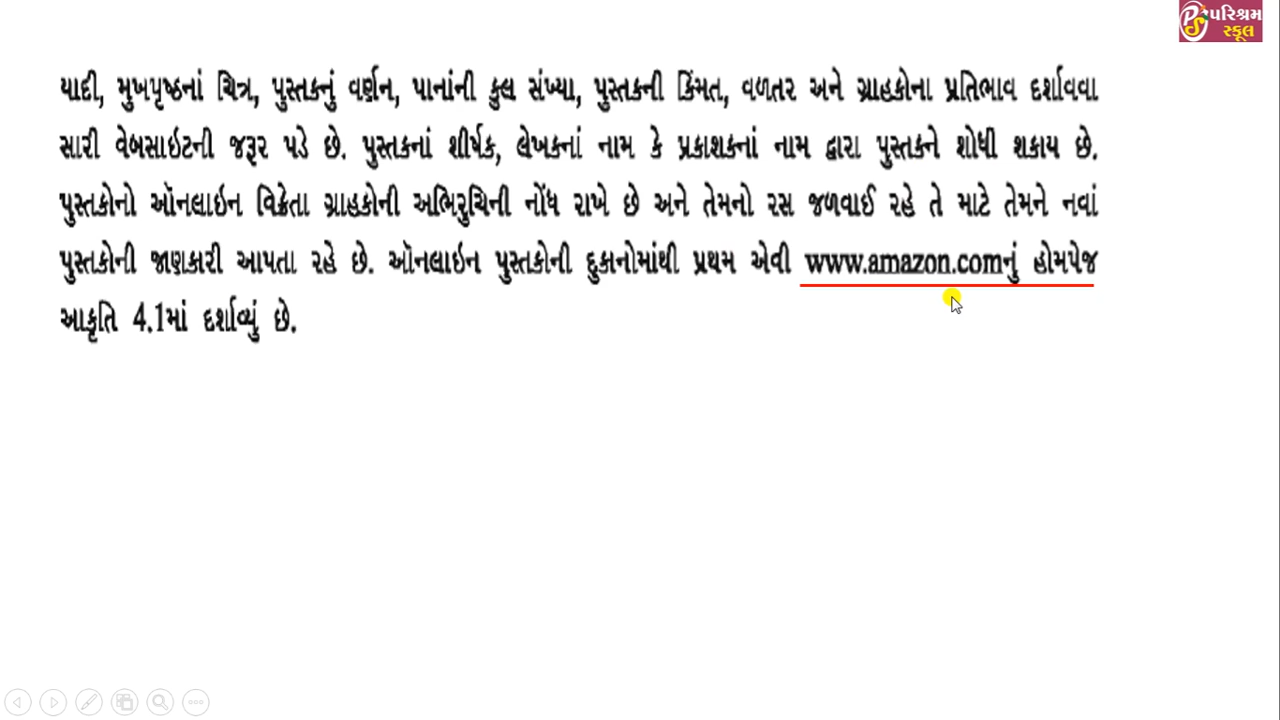 પરિશ્રમ
સ્કૂલ
યાદી, મુખપૃષ્ઠનાં ચિત્ર, પુસ્તકનું વર્ણન, પાનાંની કુલ સંખ્યા, પુસ્તકની કિંમત, વળતર અને ગ્રાહકોના પ્રતિભાવ દર્શાવવા
સારી વેબસાઇટની જરૂર પડે છે. પુસ્તકનાં શીર્ષક, લેખકનાં નામ કે પ્રકાશકનાં નામ દ્વારા પુસ્તકને શોધી શકાય છે.
પુસ્તકોનો ઑનલાઇન વિક્રેતા ગ્રાહકોની અભિરુચિની નોંધ રાખે છે અને તેમનો રસ જળવાઈ રહે તે માટે તેમને નવાં
પુસ્તકોની જાણકારી આપતા રહે છે. ઑનલાઇન પુસ્તકોની દુકાનોમાંથી પ્રથમ એવી www.amazon.comનું હોમપેજ
આકૃતિ 4.1માં દર્શાવ્યું છે.